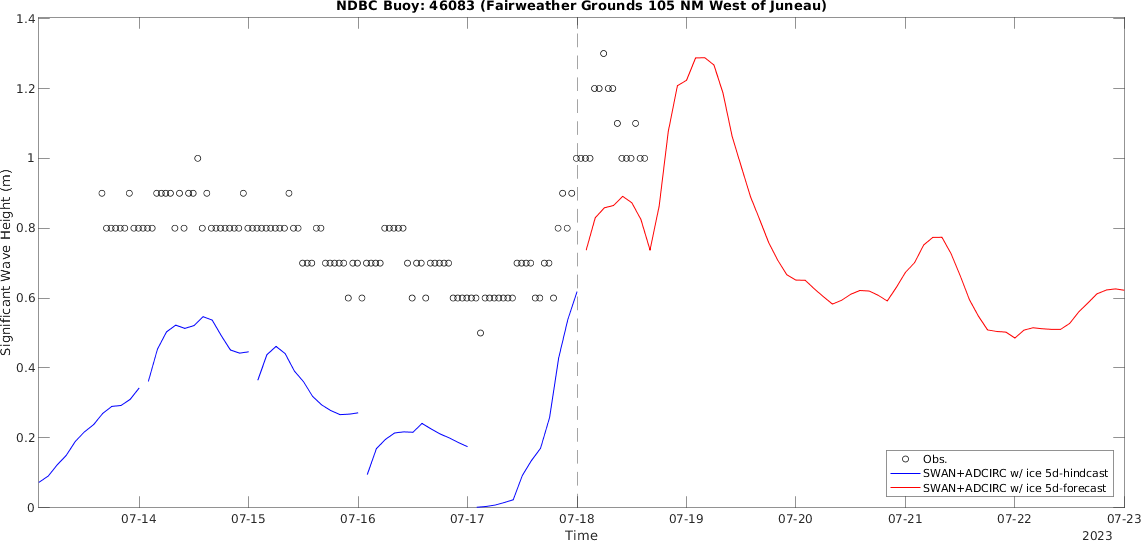 NDBC Buoy: 46083 (Fairweather Grounds 105 NM West of Juneau)
1.4
1.2
1
0.8
0.6
0.4
0.2
0
Significant Wave Height (m)
Obs.
SWAN+ADCIRC w/ ice 5d-hindcast
SWAN+ADCIRC w/ ice 5d-forecast
07-14 07-15 07-16 07-17 07-18 07-19 07-20 07-21 07-22 07-23
Time
2023